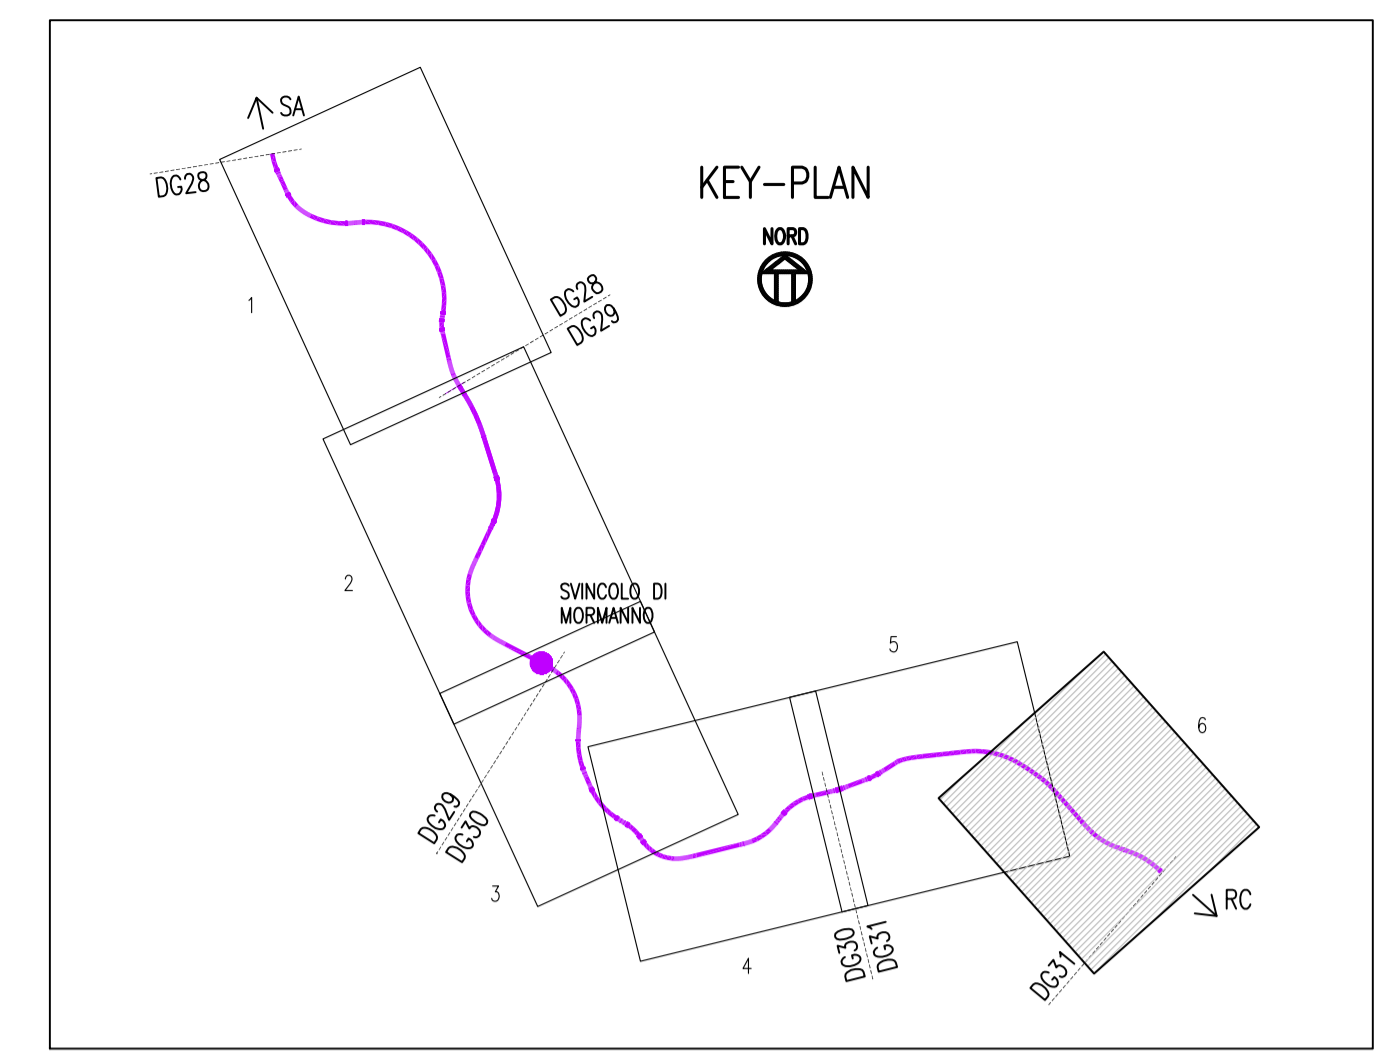 SA
DG28
KEY-PLAN
NORD
1
DG28
DG29
2
SVINCOLO DI
MORMANNO
5
6
DG29
DG30
3
4
DG30
DG31
RC
DG31